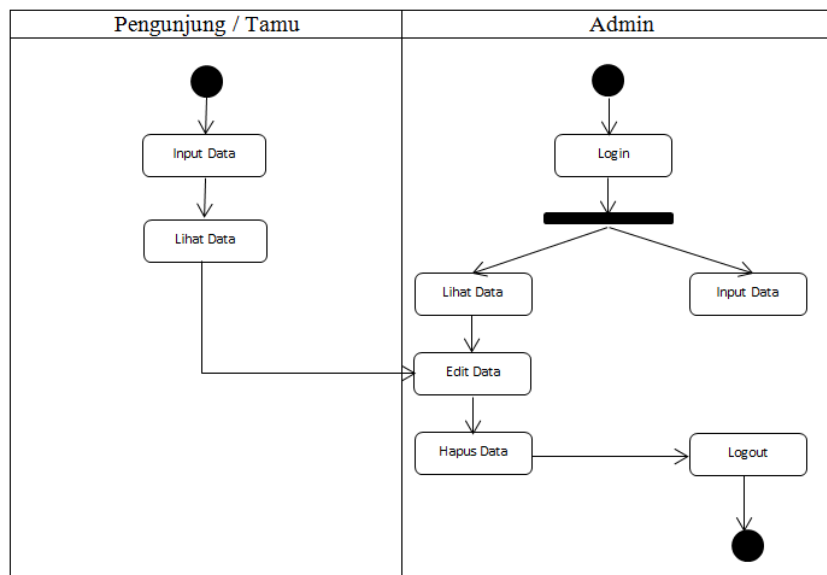 Pengunjung / Tamu
Admin
Input Data
Login
Lihat Data
Lihat Data
Input Data
Edit Data
Hapus Data
Logout